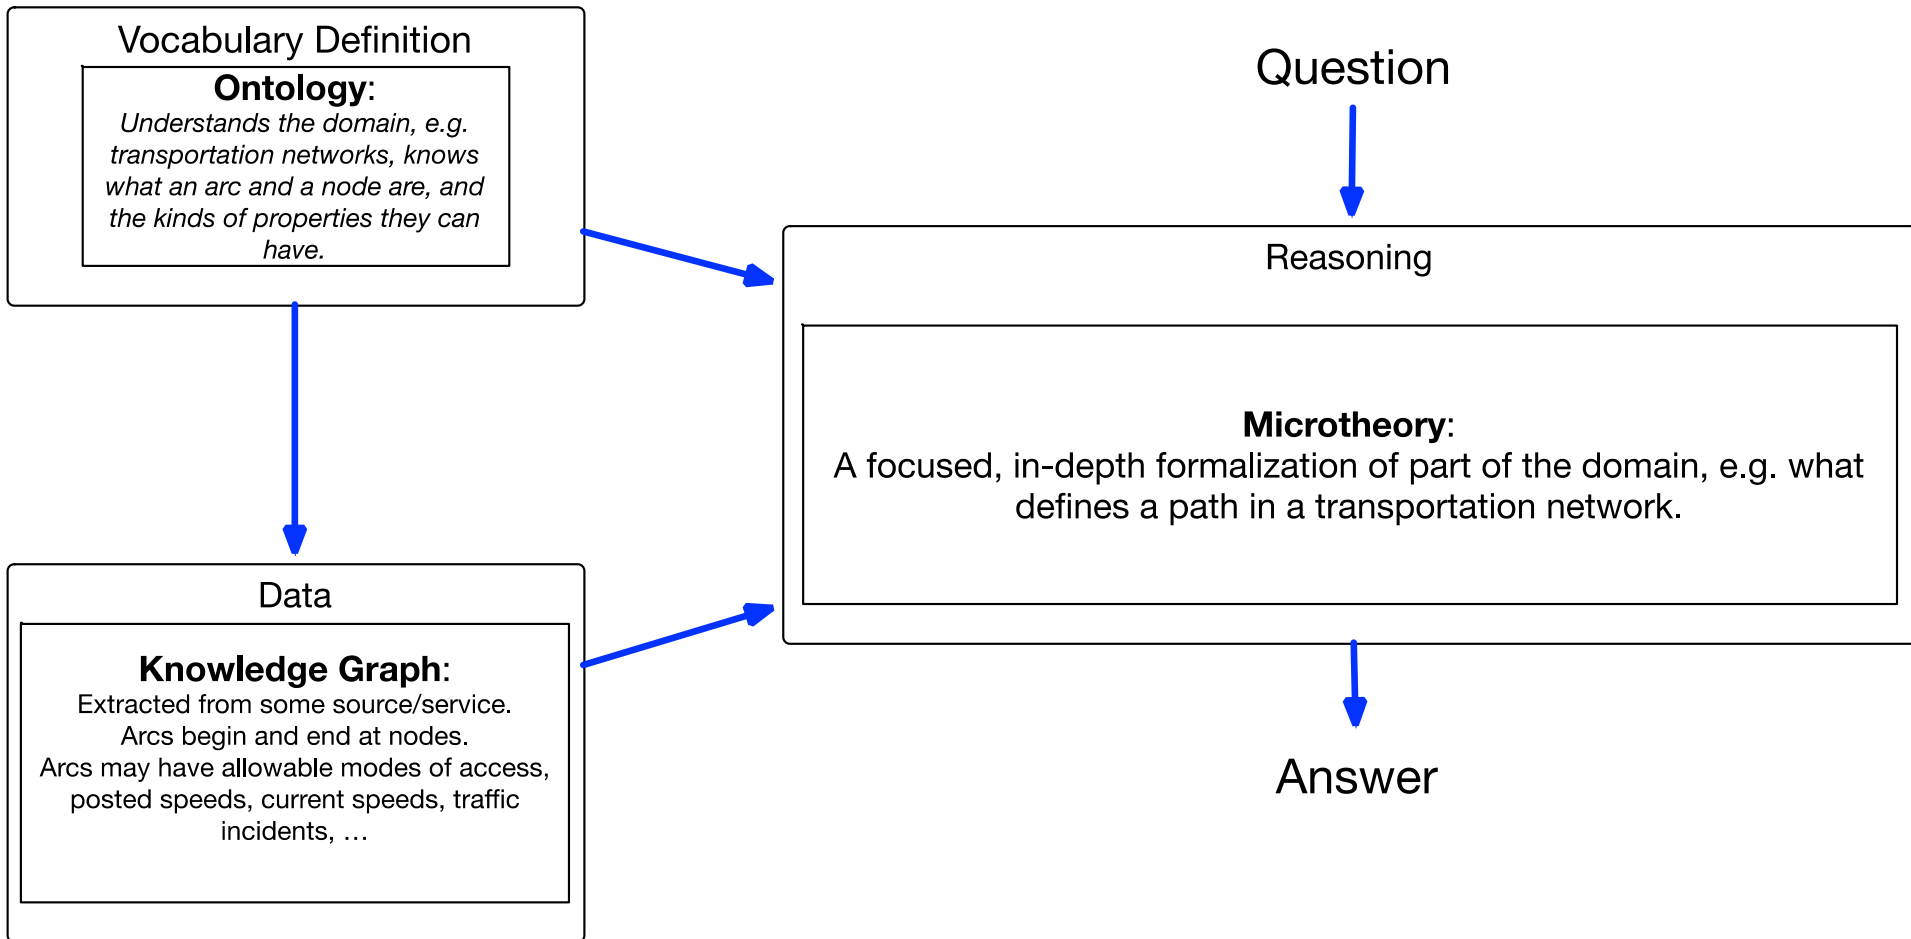 Vocabulary Definition
Ontology:
Understands the domain, e.g.
transportation networks, knows
what an arc and a node are, and
the kinds of properties they can
have.
Question
Reasoning
Microtheory:
A focused, in-depth formalization of part of the domain, e.g. what
defines a path in a transportation network.
Data
Knowledge Graph:
Extracted from some source/service.
Arcs begin and end at nodes.
Arcs may have allowable modes of access,
posted speeds, current speeds, traffic
incidents, …
Answer